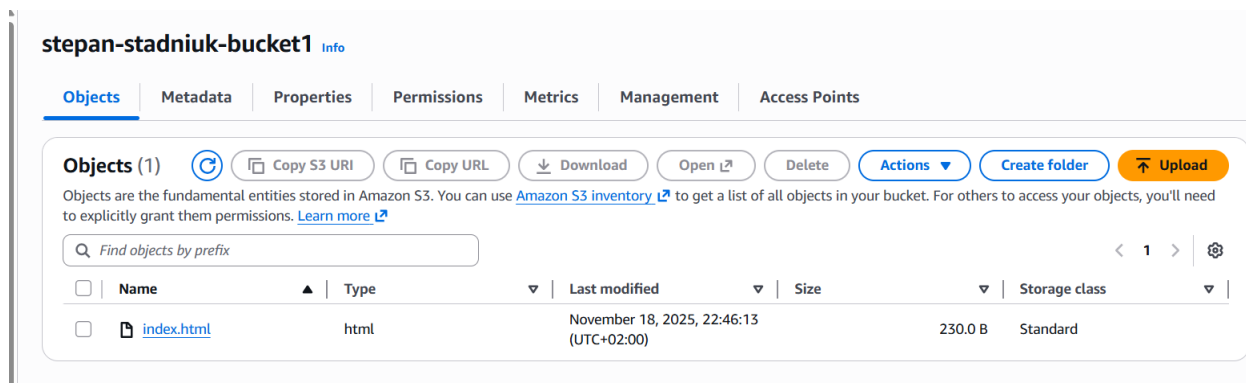 stepan-stadniuk-bucket1 Info
Objects Metadata Properties Permissions Metrics Management Access Points
Objects (1) Copy S3 URI Copy URL Download Open Delete Actions Create folder Upload
Objects are the fundamental entities stored in Amazon S3. You can use Amazon S3 inventory to get a list of all objects in your bucket. For others to access your objects, you'll need
to explicitly grant them permissions. Learn more
Find objects by prefix 1
Name Type Last modified Size Storage class
index.html html November 18, 2025, 22:46:13 230.0 B Standard
(UTC+02:00)